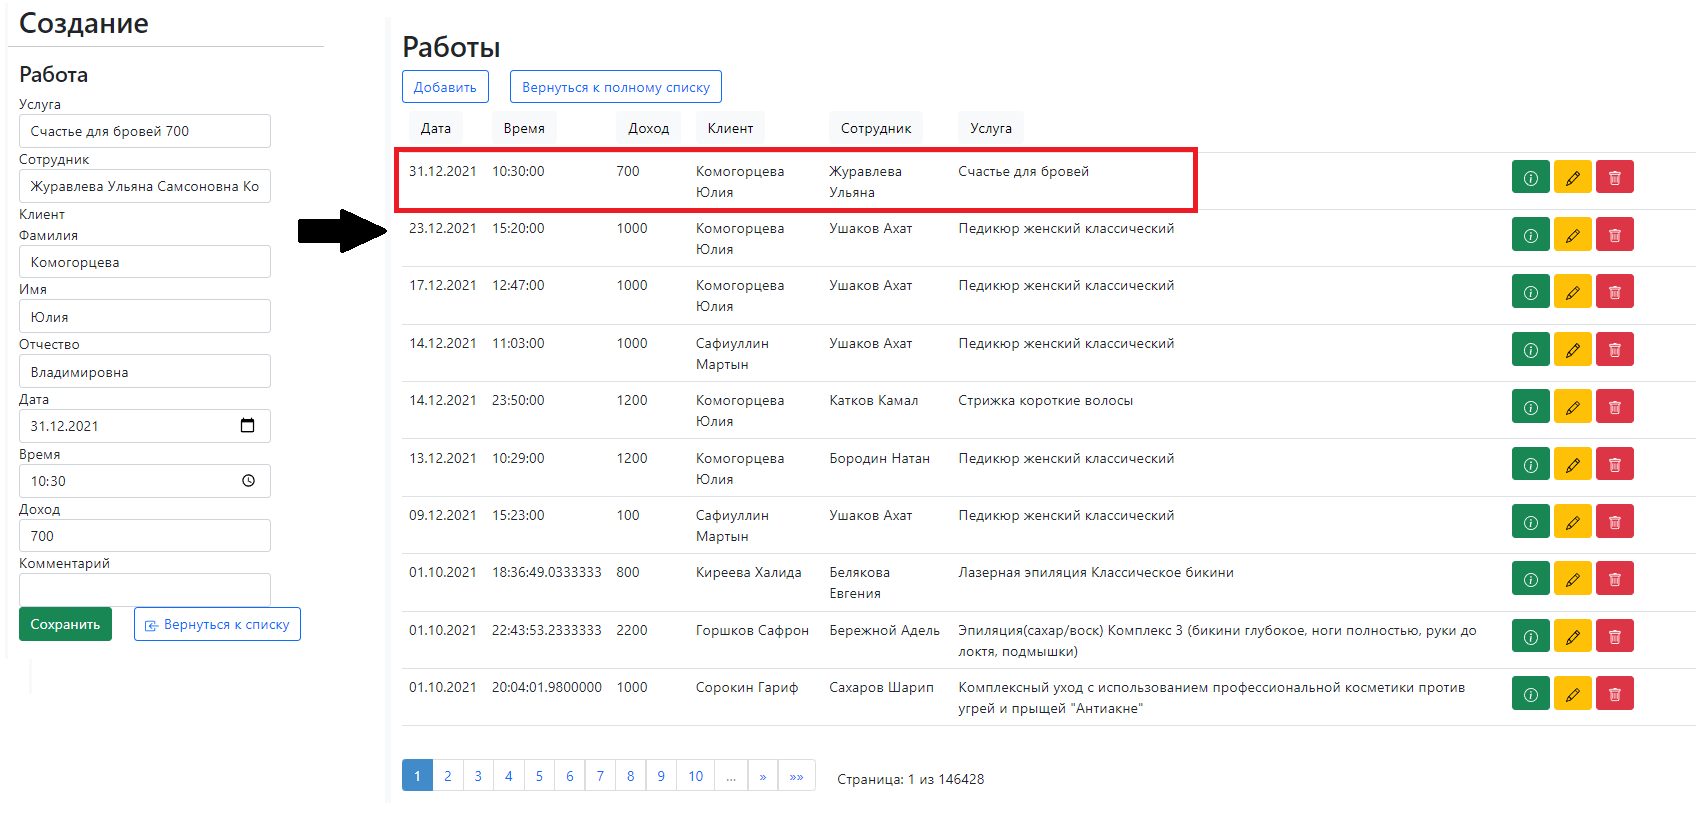 Создание
Работа
Услуга
Счастье для бровей 700
Сотрудник
Журавлева Ульяна Самсоновна Ко
Клиент
Фамилия
Комогорцева
Имя
Юлия
Отчество
Владимировна
Дата
31.12.2021
Время
10:30
Доход
700
Комментарий
Сохранить
Вернуться к списку
Работы
Добавить
Вернуться к полному списку
Дата Время Доход Клиент Сотрудник Услуга
31.12.2021 10:30:00 700 Комогорцева Журавлева Счастье для бровей
Юлия Ульяна
23.12.2021 15:20:00 1000 Комогорцева Ушаков Ахат Педикюр женский классический
Юлия
17.12.2021 12:47:00 1000 Комогорцева Ушаков Ахат Педикюр женский классический
Юлия
14.12.2021 11:03:00 1000 Сафиуллин Ушаков Ахат Педикюр женский классический
Мартын
14.12.2021 23:50:00 1200 Комогорцева Катков Камал Стрижка короткие волосы
Юлия
13.12.2021 10:29:00 1200 Комогорцева Бородин Натан Педикюр женский классический
Юлия
09.12.2021 15:23:00 100 Сафиуллин Ушаков Ахат Педикюр женский классический
Мартын
01.10.2021 18:36:49.0333333 800 Киреева Халида Белякова Лазерная эпиляция Классическое бикини
Евгения
01.10.2021 22:43:53.2333333 2200 Горшков Сафрон Бережной Адель Эпиляция(сахар/воск) Комплекс 3 (бикини глубокое, ноги полностью, руки до
локтя, подмышки)
01.10.2021 20:04:01.9800000 1000 Сорокин Гариф Сахаров Шарип Комплексный уход с использованием профессиональной косметики против
угрей и прыщей "Антиакне"
1 2 3 4 5 6 7 8 9 10 ... » »» Страница: 1 из 146428